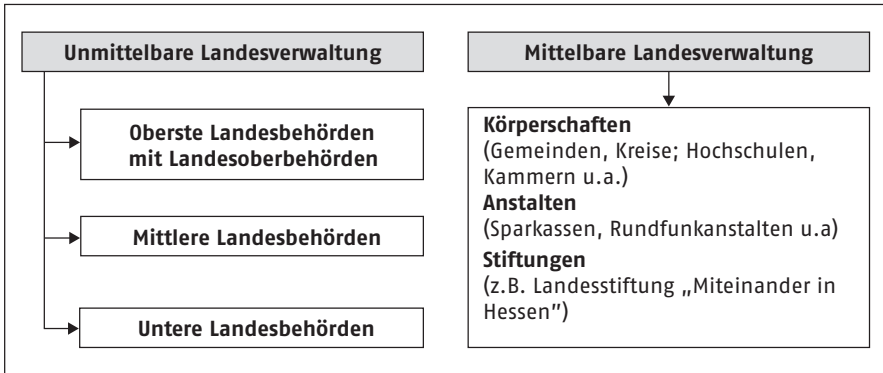 Unmittelbare Landesverwaltung
Oberste Landesbehörden
mit Landesoberbehörden
Mittlere Landesbehörden
Untere Landesbehörden
Mittelbare Landesverwaltung
Körperschaften
(Gemeinden, Kreise; Hochschulen,
Kammern u.a.)
Anstalten
(Sparkassen, Rundfunkanstalten u.a)
Stiftungen
(z.B. Landesstiftung „Miteinander in
Hessen”)